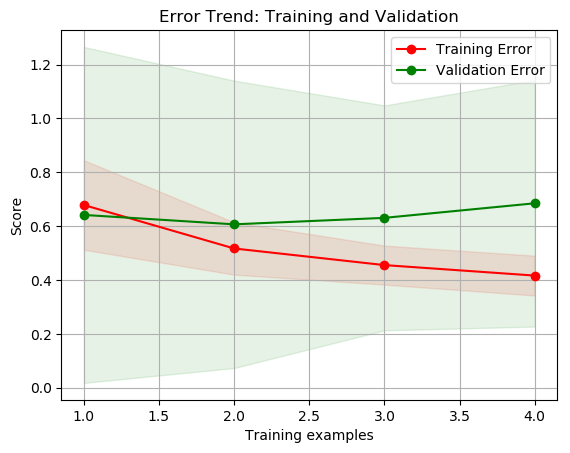 Error Trend: Training and Validation
Training Error
Validation Error
Score
1.2
1.0
0.8
0.6
0.4
0.2
0.0
1.0 1.5 2.0 2.5 3.0 3.5 4.0
Training examples